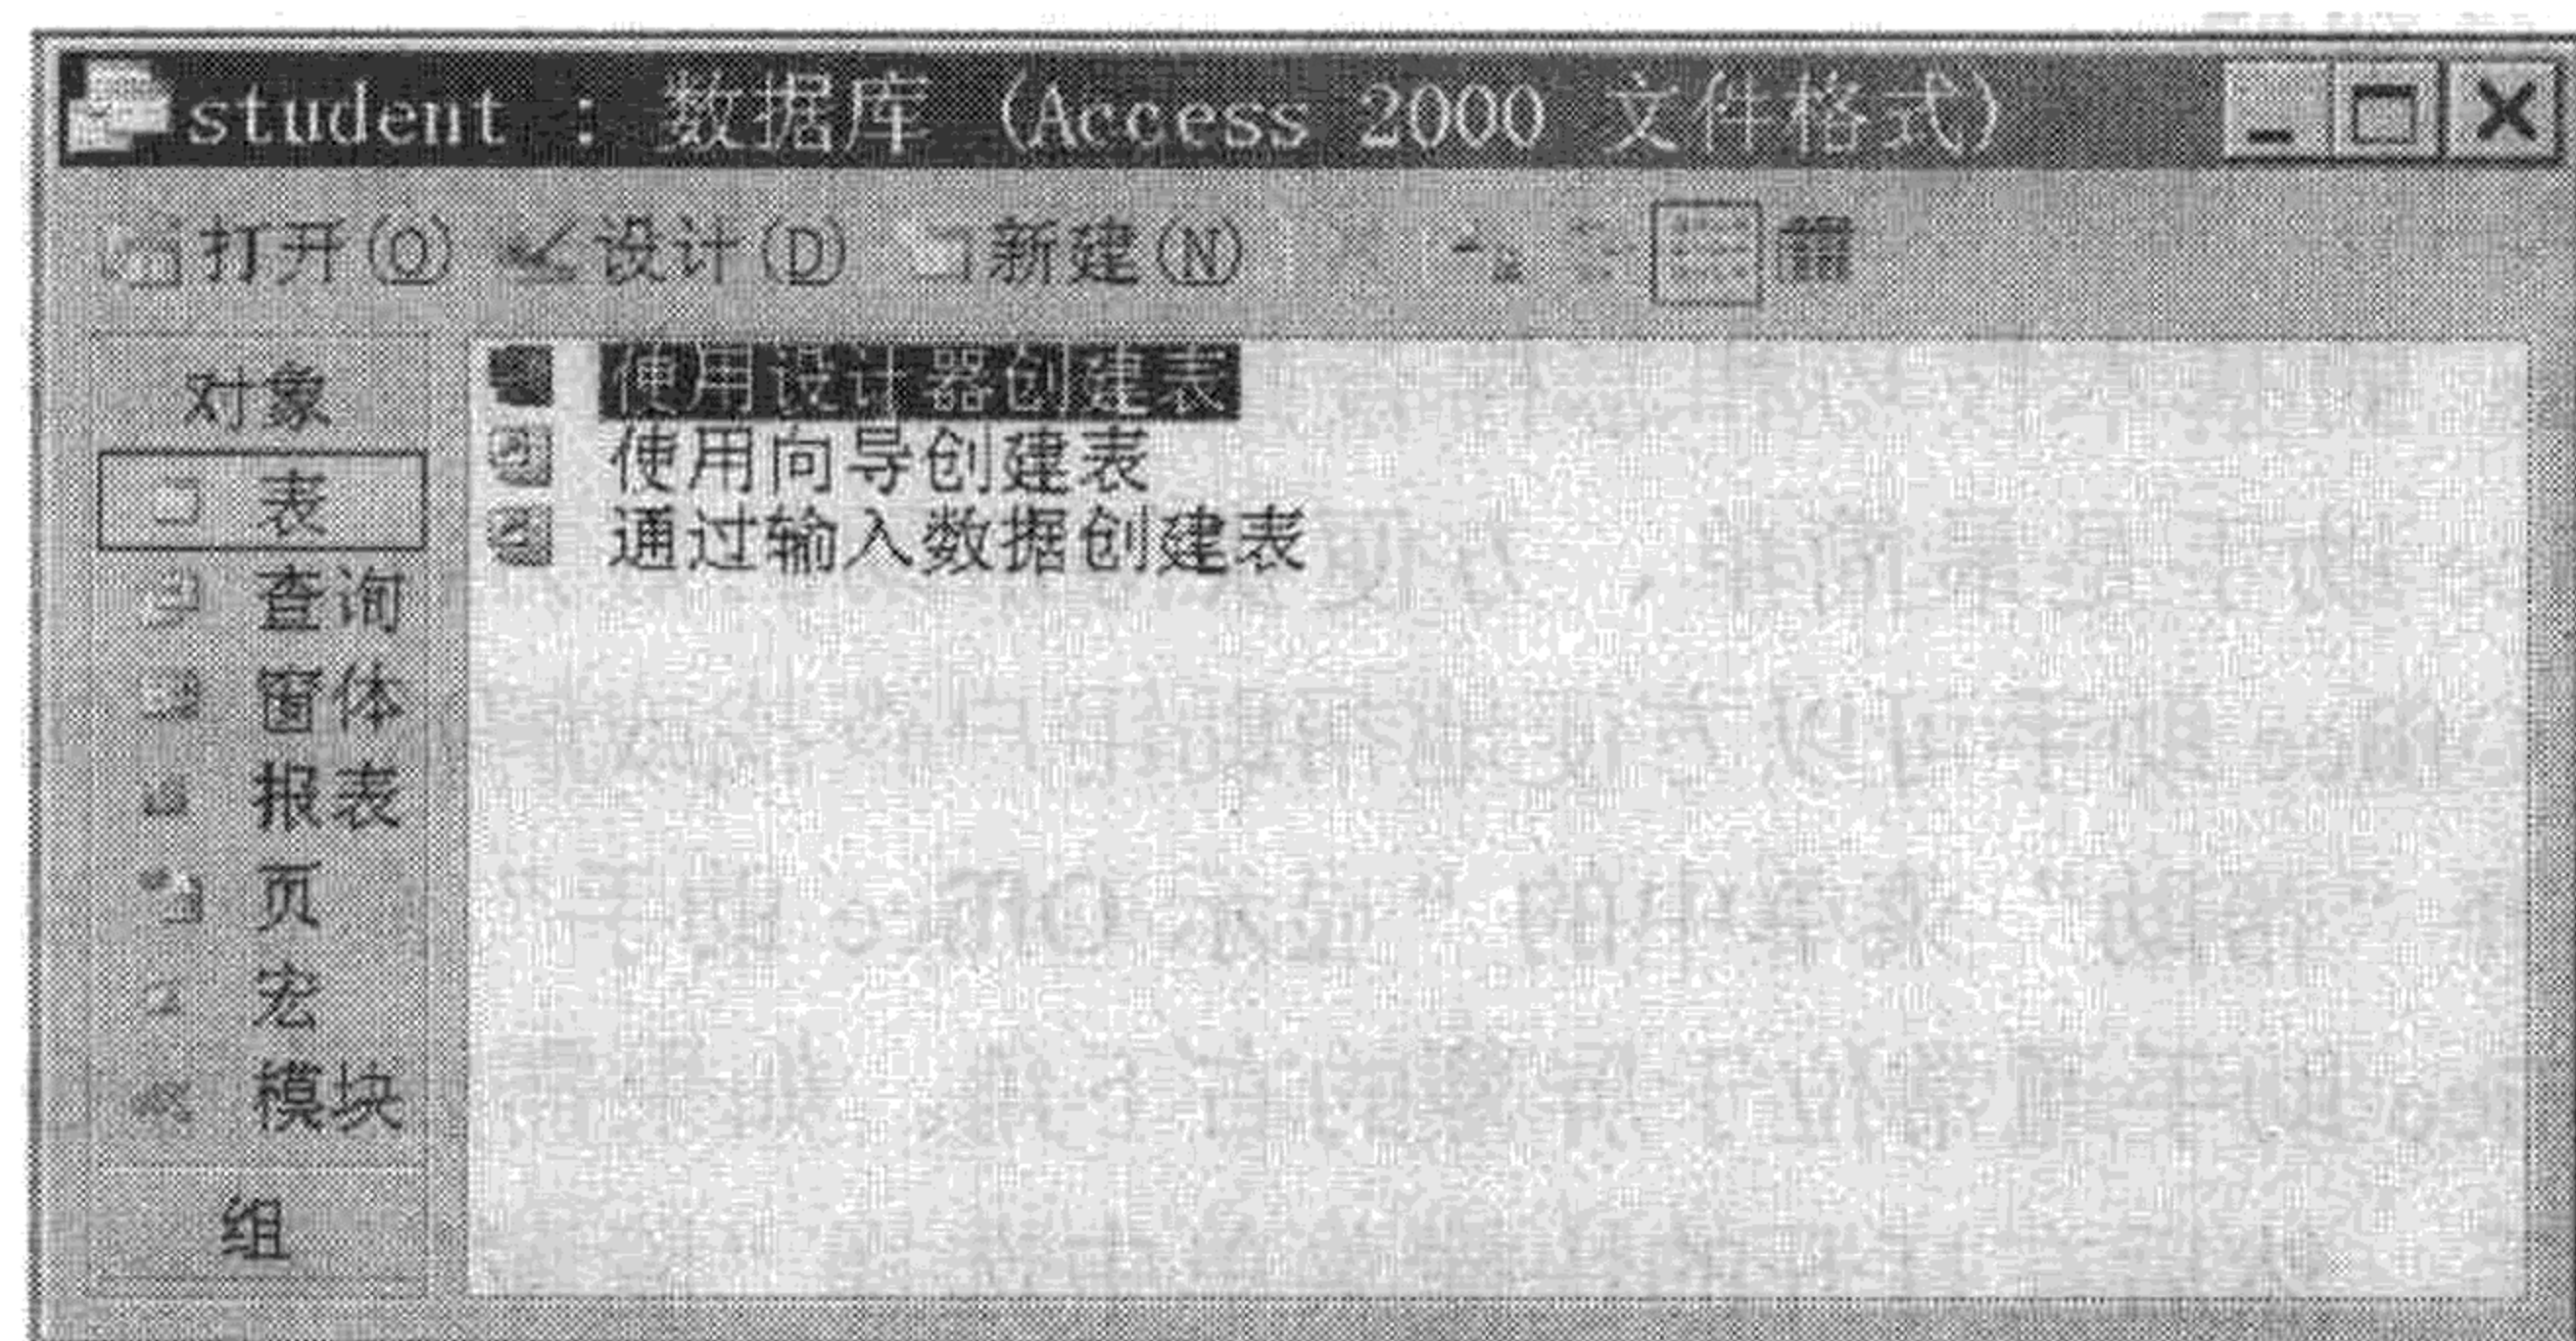 student : 数据库 (Access 2000 文件格式)
打开(O) 设计(D) 新建(N)
对象
表
查询
窗体
报表
页
宏
模块
组
使用设计器创建表
使用向导创建表
通过输入数据创建表